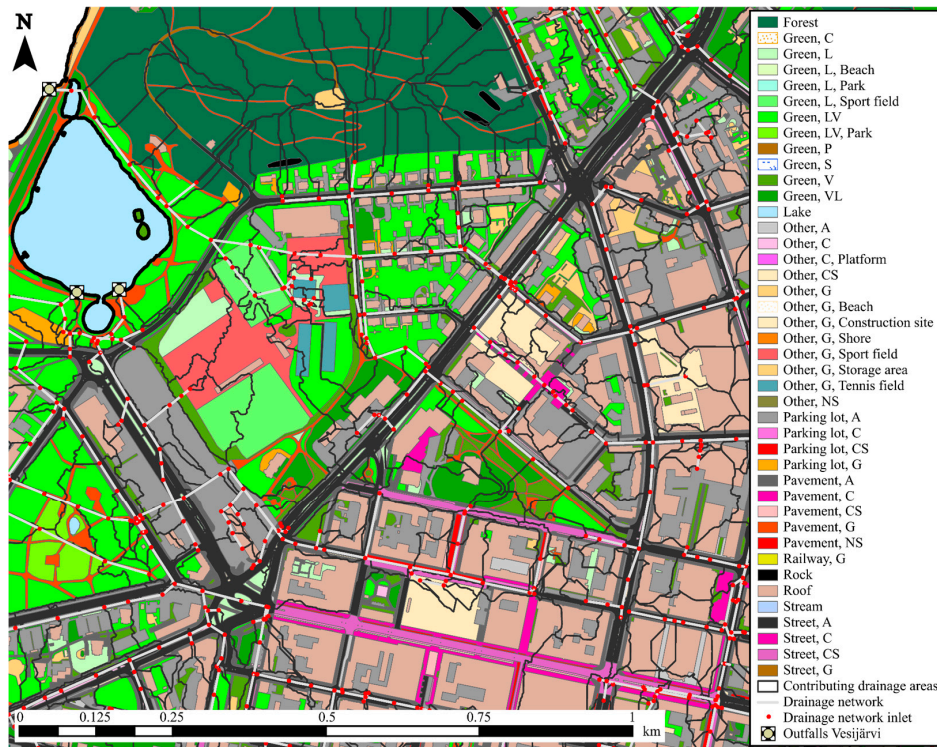 N
Forest
Green, C
Green, L
Green, L, Beach
Green, L, Park
Green, L, Sport field
Green, LV
Green, LV, Park
Green, P
Green, S
Green, V
Green, VL
Lake
Other, A
Other, C
Other, C, Platform
Other, CS
Other, G
Other, G, Beach
Other, G, Construction site
Other, G, Shore
Other, G, Sport field
Other, G, Storage area
Other, G, Tennis field
Other, NS
Parking lot, A
Parking lot, C
Parking lot, CS
Parking lot, G
Pavement, A
Pavement, C
Pavement, CS
Pavement, G
Pavement, NS
Railway, G
Rock
Roof
Stream
Street, A
Street, C
Street, CS
Street, G
Contributing drainage areas
Drainage network
Drainage network inlet
Outfalls Vesijärvi
0 0.125 0.25 0.5 0.75 1
km